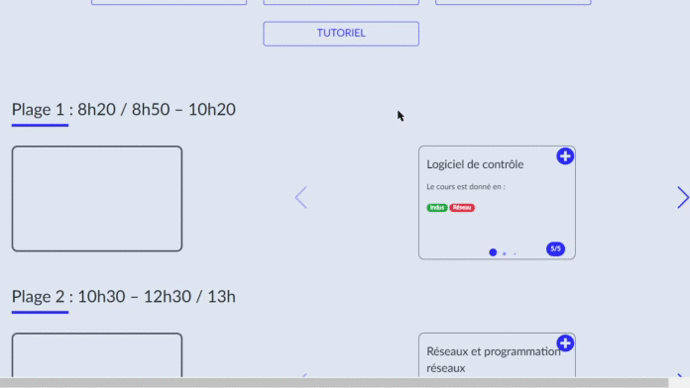 TUTORIEL
Plage 1 : 8h20 / 8h50 – 10h20
Logiciel de contrôle
Le cours est donné en :
Indus Réseau
5/5
Plage 2 : 10h30 – 12h30 / 13h
Réseaux et programmation
réseaux